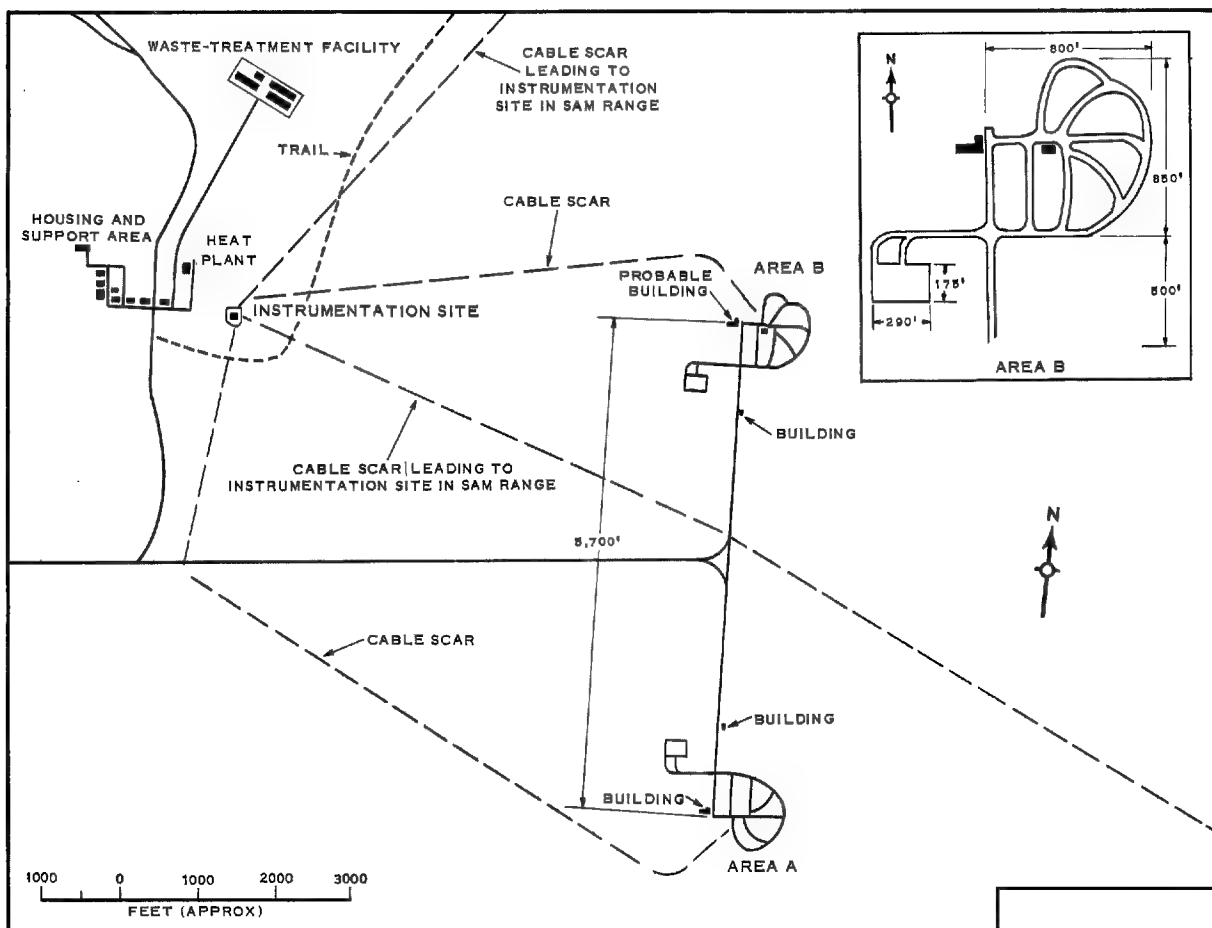 WASTE-TREATMENT FACILITY
CABLE SCAR
LEADING TO
INSTRUMENTATION
SITE IN SAM RANGE
TRAIL
CABLE SCAR
HOUSING AND
SUPPORT AREA
HEAT
PLANT
INSTRUMENTATION SITE
PROBABLE
BUILDING
AREA B
BUILDING
CABLE SCAR LEADING TO
INSTRUMENTATION SITE IN SAM RANGE
5,700'
N
CABLE SCAR
BUILDING
BUILDING
AREA A
1000 0 1000 2000 3000
FEET (APPROX)
800'
N
850'
500'
175'
290'
AREA B